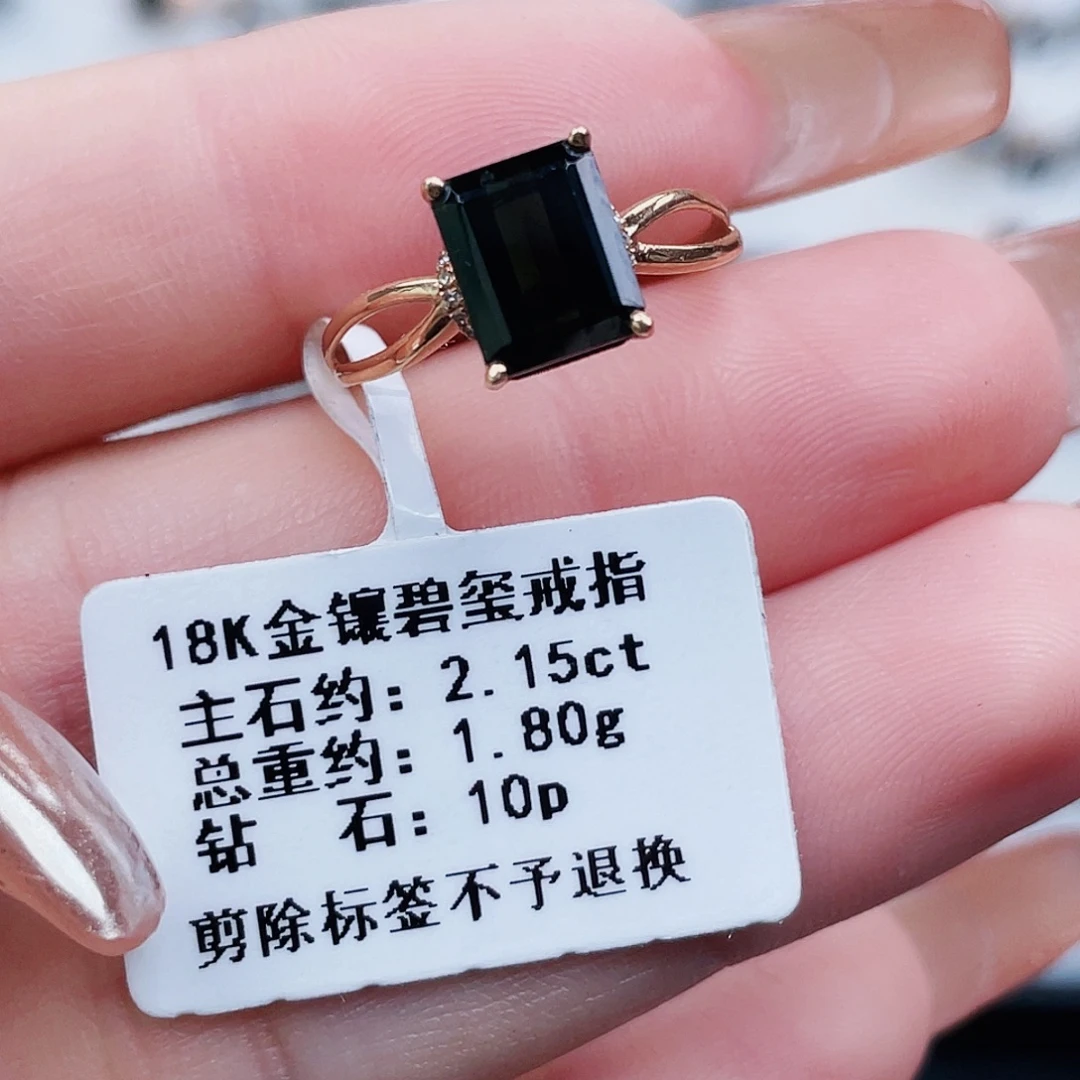 18K金镶碧玺戒指
主石约：2.15ct
总重约：1.80g
钻 石：10p
剪除标签不予退换